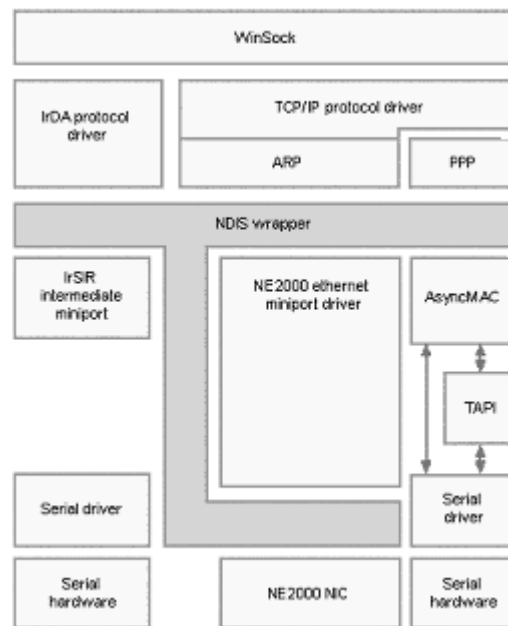 WinSock
IrDA protocol
driver
TCP/IP protocol driver
ARP
PPP
NDIS wrapper
IrSIR
intermediate
miniport
NE2000 ethernet
miniport driver
AsyncMAC
TAPI
Serial driver
Serial
driver
Serial
hardware
NE2000 NIC
Serial
hardware